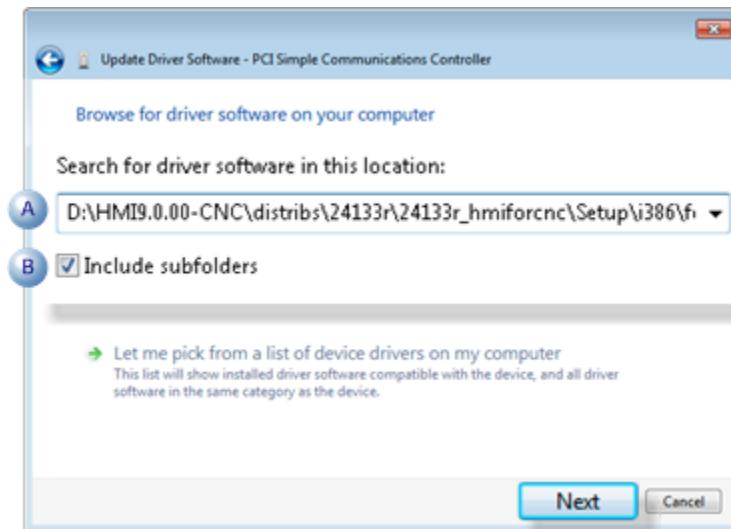 Update Driver Software - PCI Simple Communications Controller
Browse for driver software on your computer
Search for driver software in this location:
A
D:\HMI9.0.00-CNC\distribs\24133r\24133r_hmiforcnc\Setup\i386\f
B
Include subfolders
Let me pick from a list of device drivers on my computer
This list will show installed driver software compatible with the device, and all driver
software in the same category as the device.
Next
Cancel